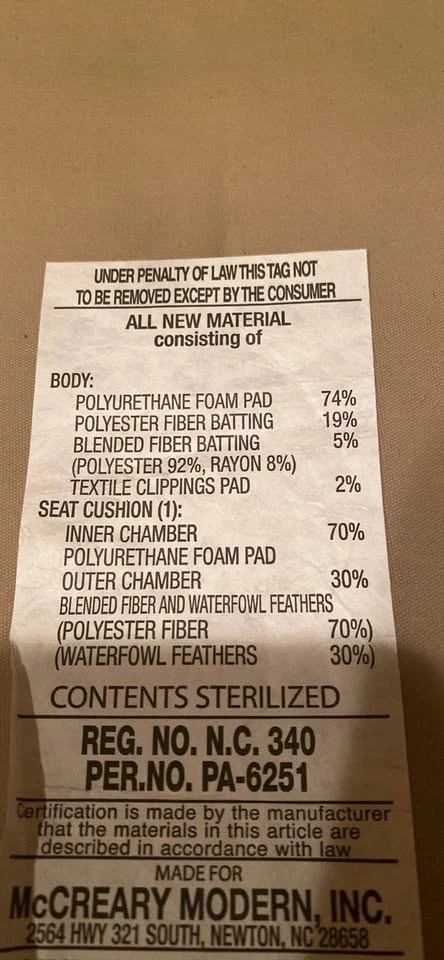 UNDER PENALTY OF LAW THIS TAG NOT
TO BE REMOVED EXCEPT BY THE CONSUMER
ALL NEW MATERIAL
consisting of
BODY:
POLYURETHANE FOAM PAD 74%
POLYESTER FIBER BATTING 19%
BLENDED FIBER BATTING 5%
(POLYESTER 92%, RAYON 8%)
TEXTILE CLIPPINGS PAD 2%
SEAT CUSHION (1):
INNER CHAMBER 70%
POLYURETHANE FOAM PAD
OUTER CHAMBER 30%
BLENDED FIBER AND WATERFOWL FEATHERS
(POLYESTER FIBER 70%)
(WATERFOWL FEATHERS 30%)
CONTENTS STERILIZED
REG. NO. N.C. 340
PER.NO. PA-6251
Certification is made by the manufacturer
that the materials in this article are
described in accordance with law
MADE FOR
McCREARY MODERN, INC.
2564 HWY 321 SOUTH, NEWTON, NC 28658